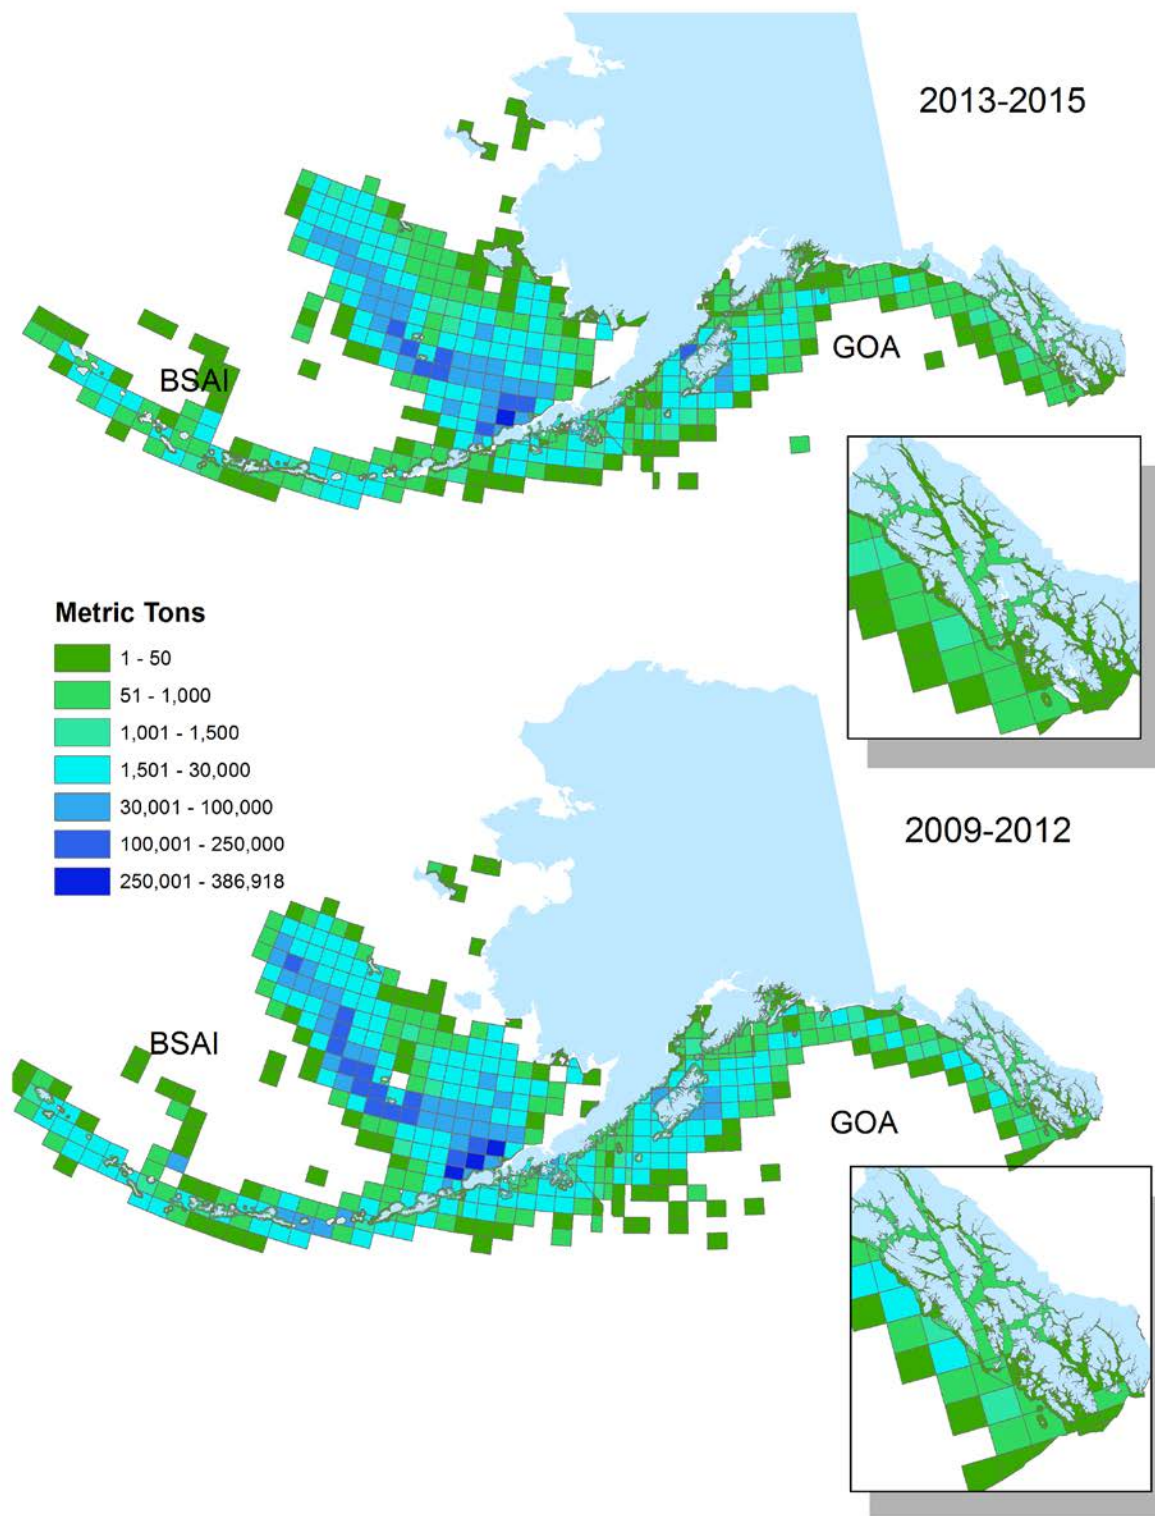 2013-2015
BSAI
GOA
Metric Tons
1 - 50
51 - 1,000
1,001 - 1,500
1,501 - 30,000
30,001 - 100,000
100,001 - 250,000
250,001 - 386,918
2009-2012
BSAI
GOA